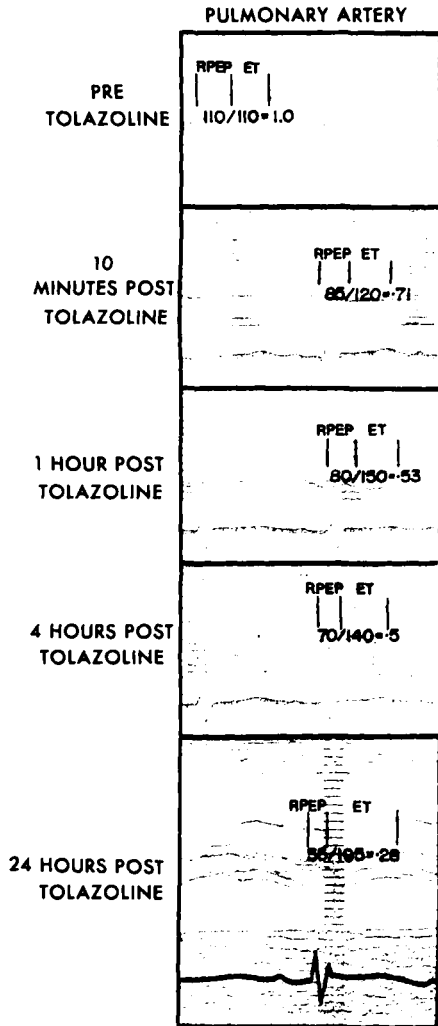 PULMONARY ARTERY
PRE
TOLAZOLINE
RPEP ET
110/110=1.0
10
MINUTES POST
TOLAZOLINE
RPEP ET
85/120=.71
1 HOUR POST
TOLAZOLINE
RPEP ET
80/150=.53
4 HOURS POST
TOLAZOLINE
RPEP ET
70/140=.5
24 HOURS POST
TOLAZOLINE
RPEP ET
55/195=.28